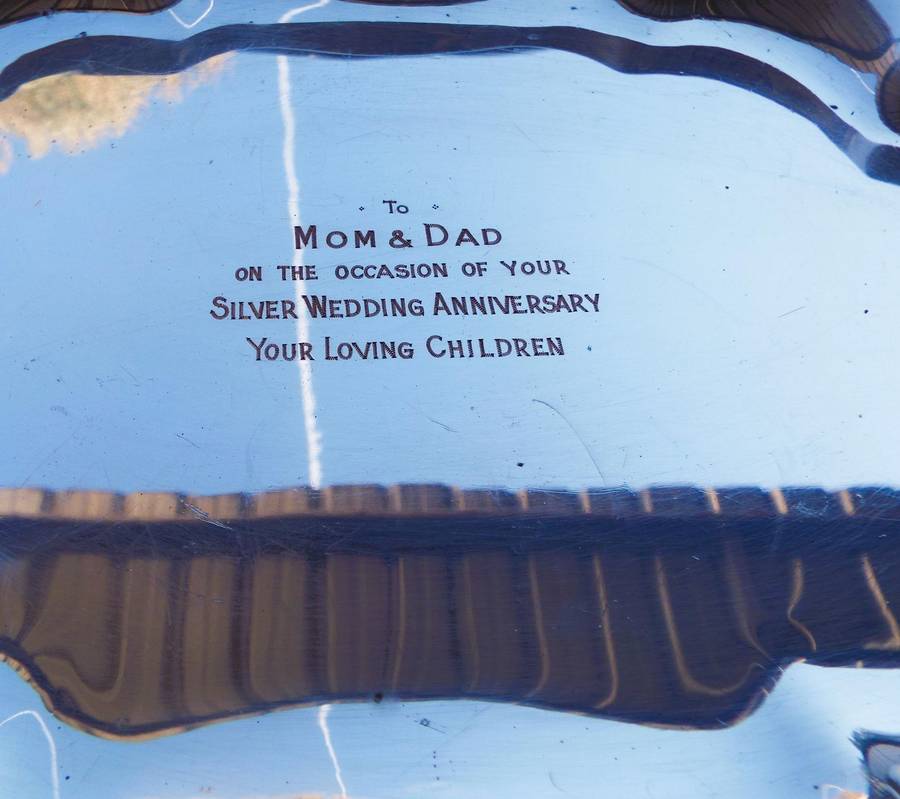 To
Mom & Dad
on the occasion of your
Silver Wedding Anniversary
Your Loving Children